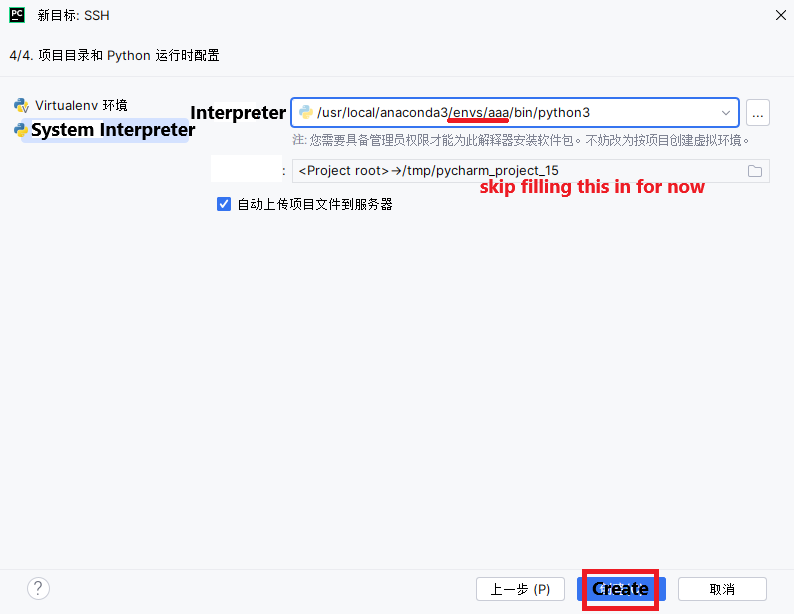 PC 新目标: SSH
4/4. 项目目录和 Python 运行时配置
Virtualenv 环境
System Interpreter
Interpreter /usr/local/anaconda3/envs/aaa/bin/python3 ...
注: 您需要具备管理员权限才能为此解释器安装软件包。不妨改为按项目创建虚拟环境。
: <Project root>→/tmp/pycharm_project_15
skip filling this in for now
自动上传项目文件到服务器
? 上一步 (P) Create 取消